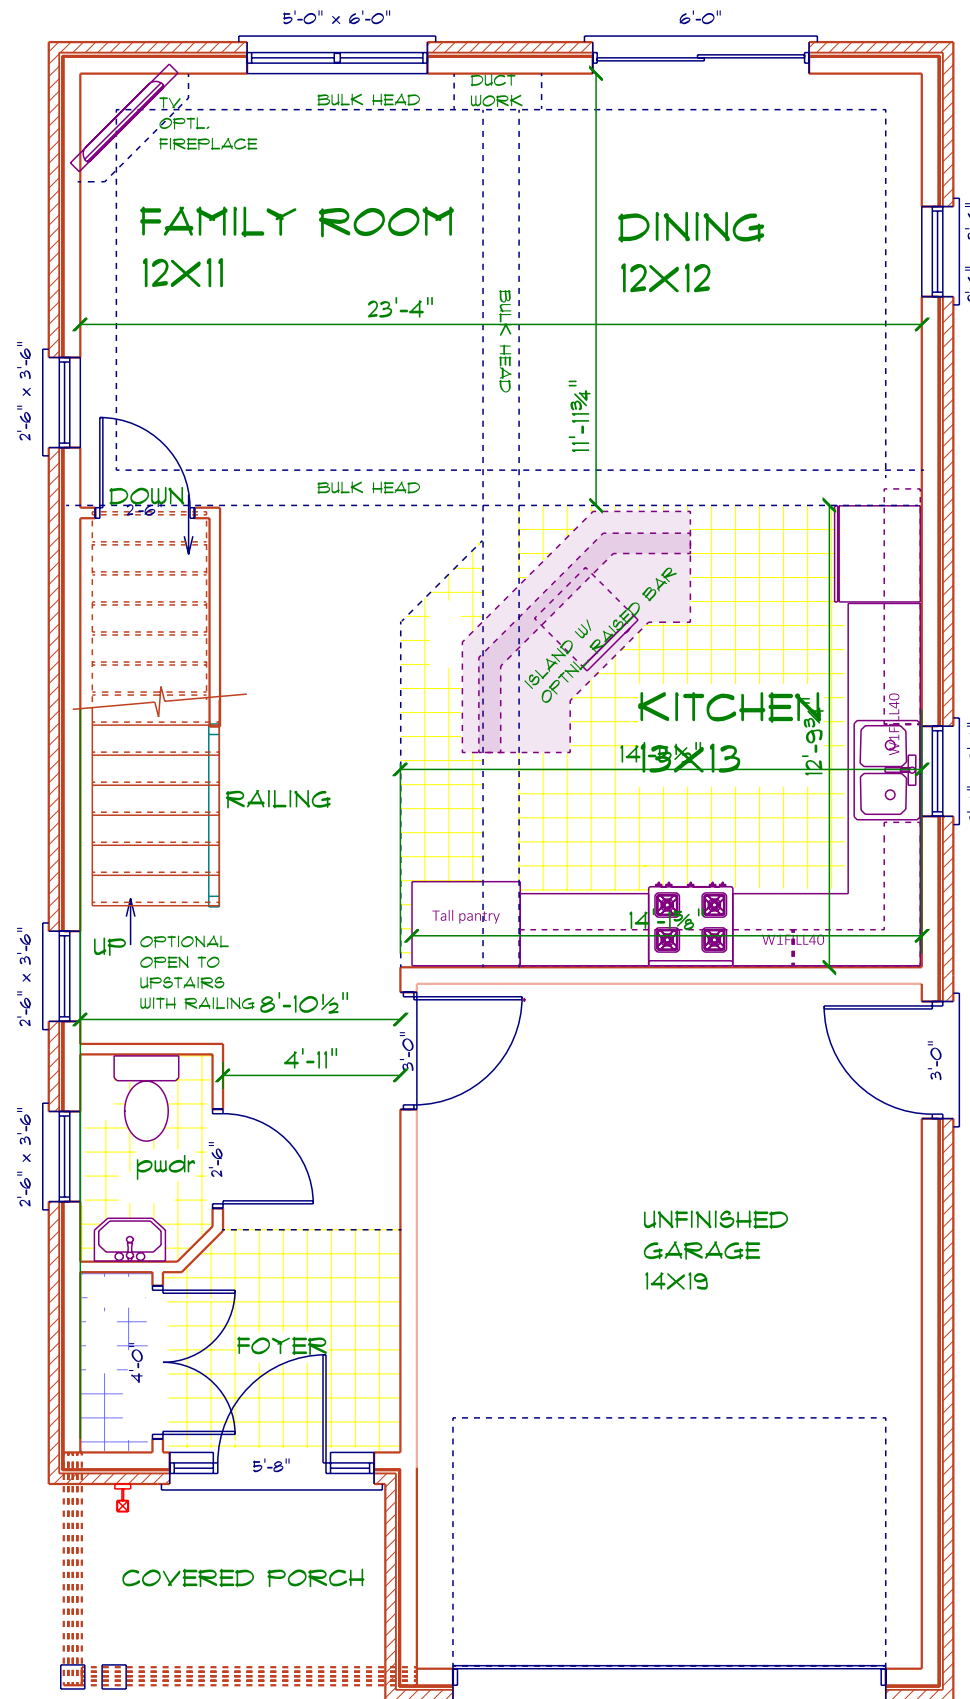 5'-0" x 6'-0"
6'-0"
BULK HEAD
DUCT
WORK
TV,
OPTL.
FIREPLACE
FAMILY ROOM
12X11
DINING
12X12
23'-4"
BULK HEAD
2'-6" x 3'-6"
11'-11¾"
DOWN
2'-6"
BULK HEAD
ISLAND W/
OPTNL RAISED BAR
KITCHEN
13X13
12'-9¾"
W1FILL40
RAILING
Tall pantry
W1FILL40
UP
OPTIONAL
OPEN TO
UPSTAIRS
WITH RAILING
2'-6" x 3'-6"
8'-10½"
4'-11"
3'-0"
3'-0"
2'-6" x 3'-6"
pwdr
2'-6"
UNFINISHED
GARAGE
14X19
FOYER
4'-0"
5'-8"
COVERED PORCH